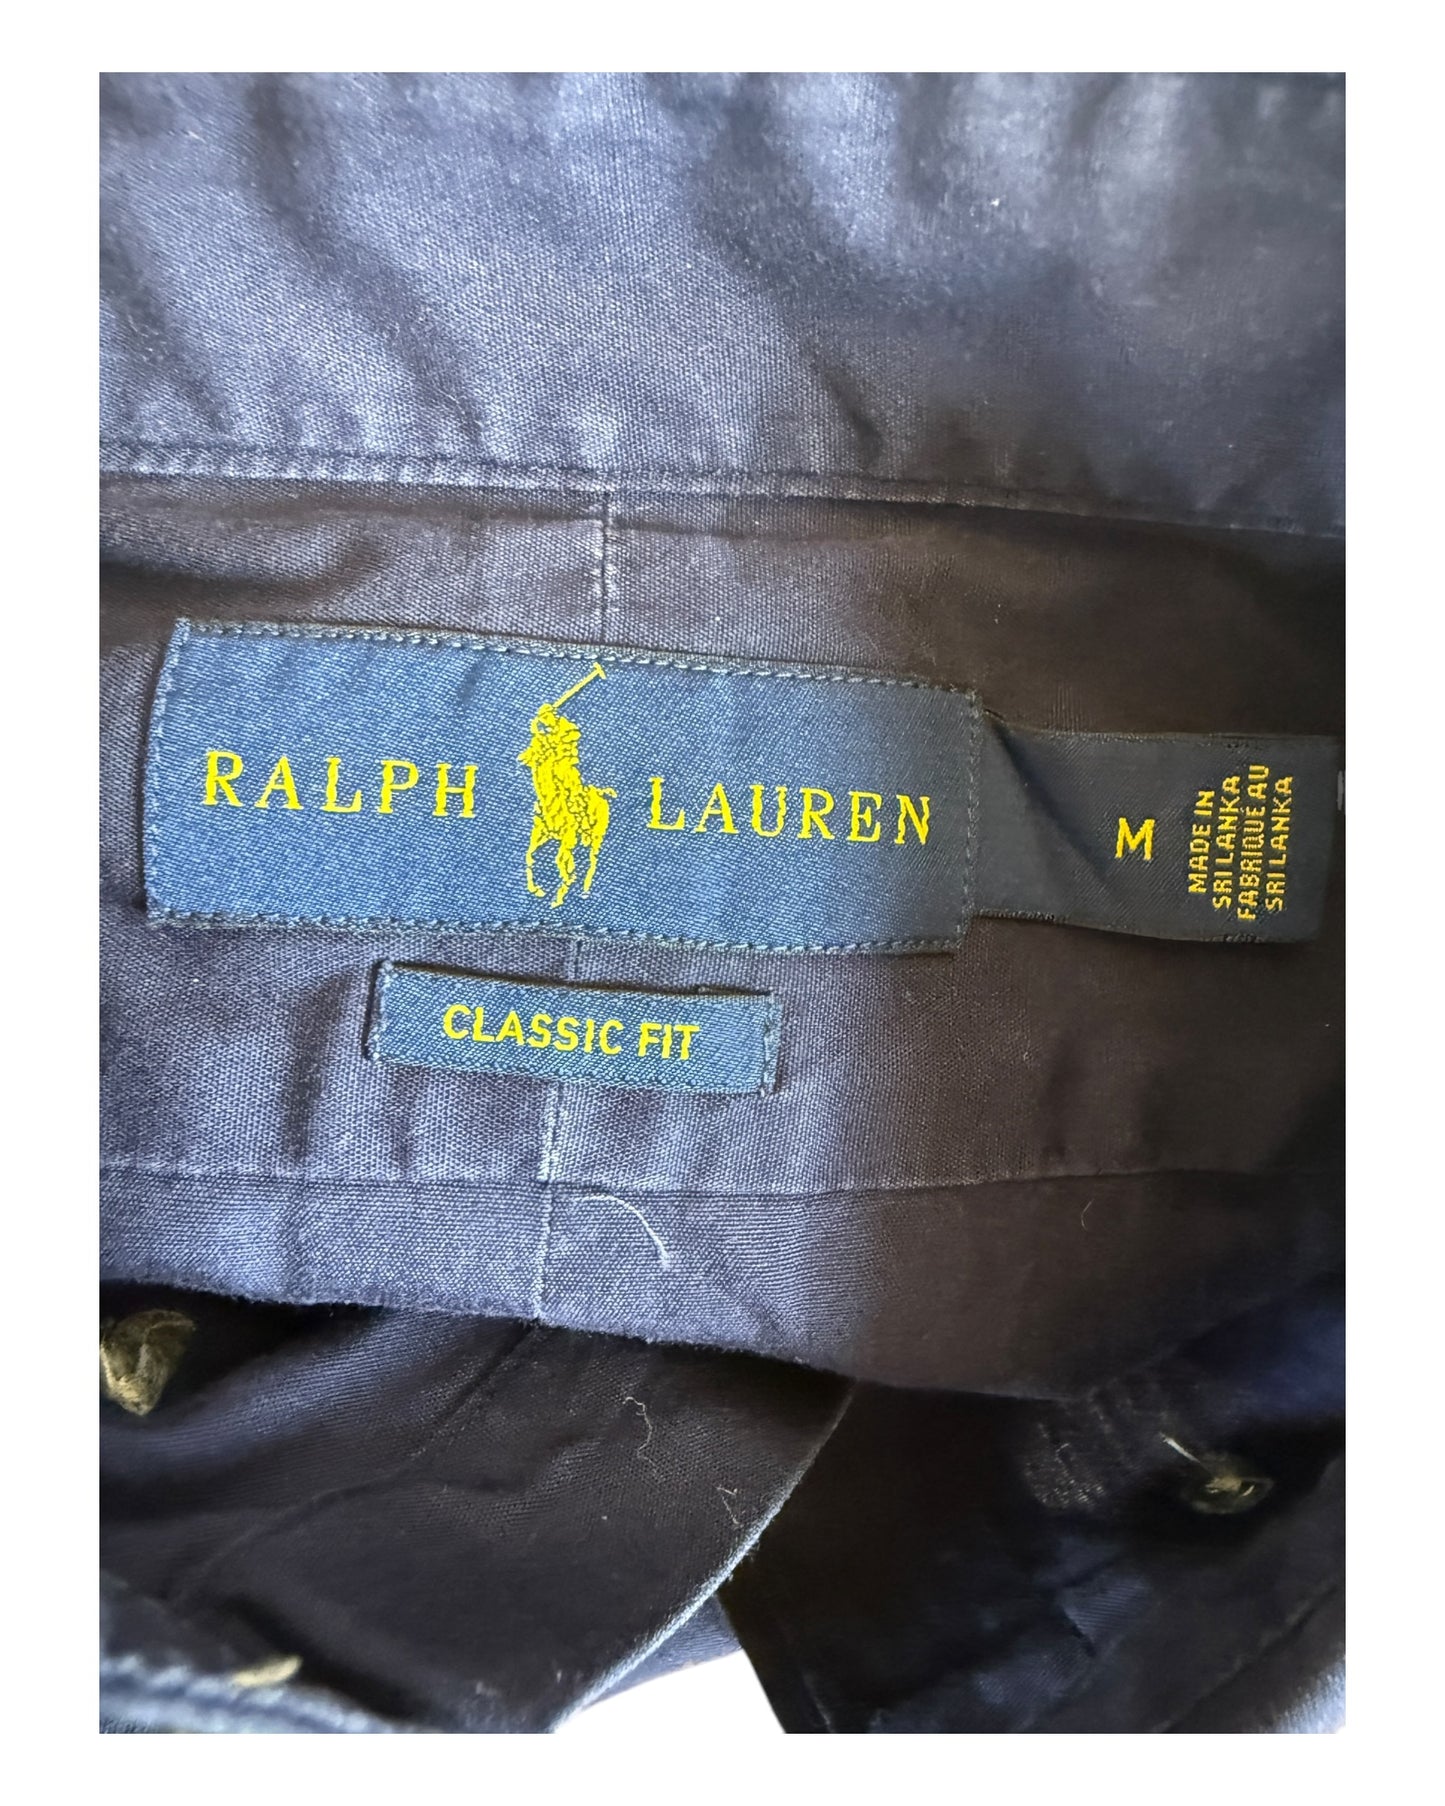 RALPH LAUREN
M
MADE IN
SRI LANKA
FABRIQUE AU
SRI LANKA
CLASSIC FIT